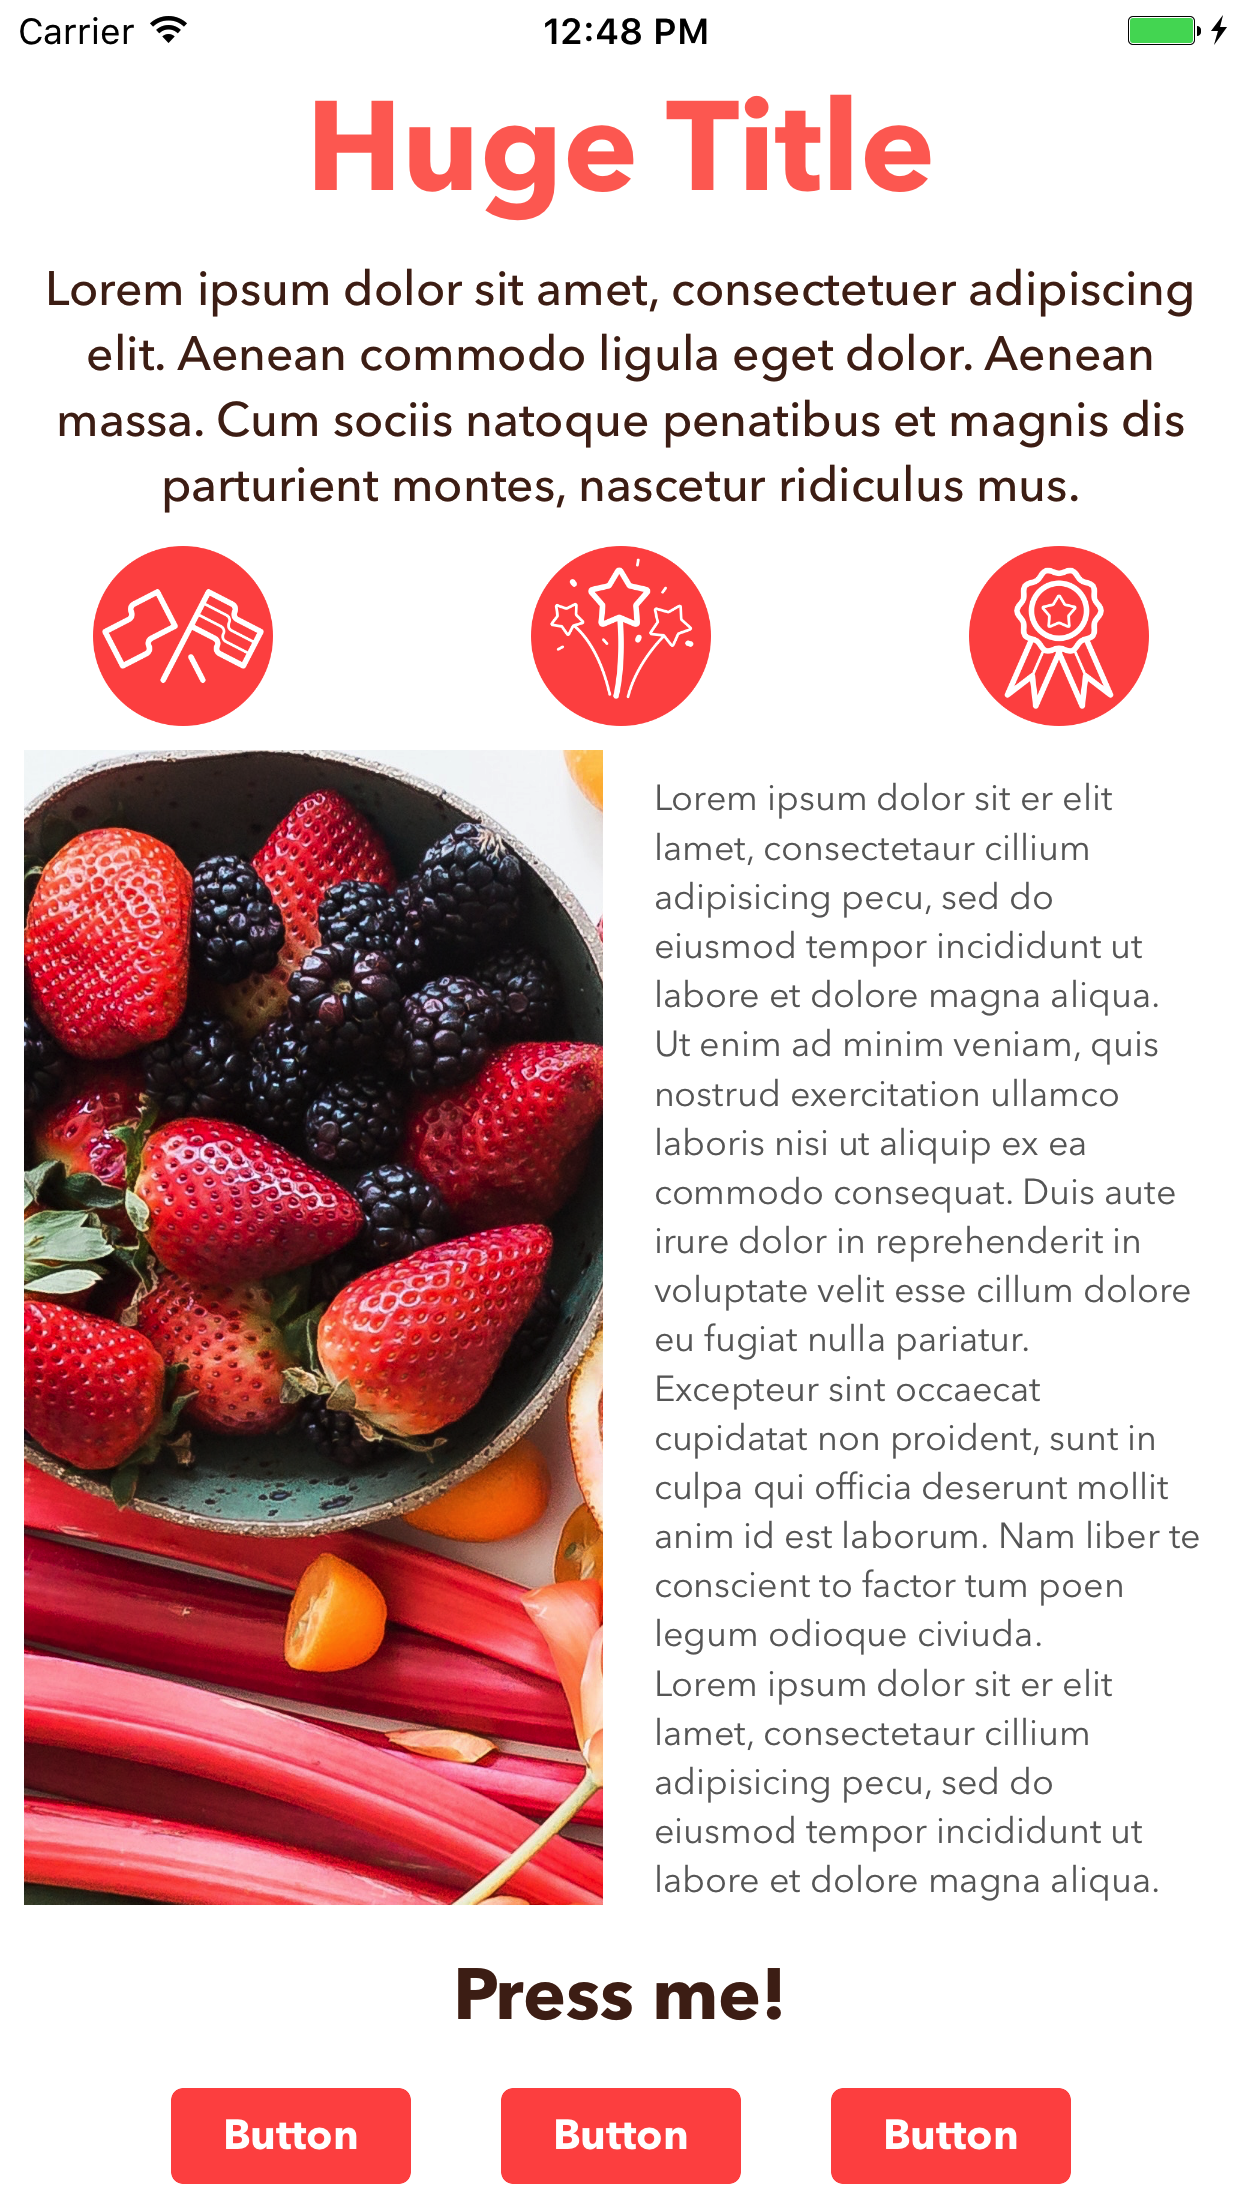 Carrier 12:48 PM
Huge Title
Lorem ipsum dolor sit amet, consectetuer adipiscing
elit. Aenean commodo ligula eget dolor. Aenean
massa. Cum sociis natoque penatibus et magnis dis
parturient montes, nascetur ridiculus mus.
Lorem ipsum dolor sit er elit
lamet, consectetaur cillium
adipisicing pecu, sed do
eiusmod tempor incididunt ut
labore et dolore magna aliqua.
Ut enim ad minim veniam, quis
nostrud exercitation ullamco
laboris nisi ut aliquip ex ea
commodo consequat. Duis aute
irure dolor in reprehenderit in
voluptate velit esse cillum dolore
eu fugiat nulla pariatur.
Excepteur sint occaecat
cupidatat non proident, sunt in
culpa qui officia deserunt mollit
anim id est laborum. Nam liber te
conscient to factor tum poen
legum odioque civiuda.
Lorem ipsum dolor sit er elit
lamet, consectetaur cillium
adipisicing pecu, sed do
eiusmod tempor incididunt ut
labore et dolore magna aliqua.
Press me!
Button Button Button